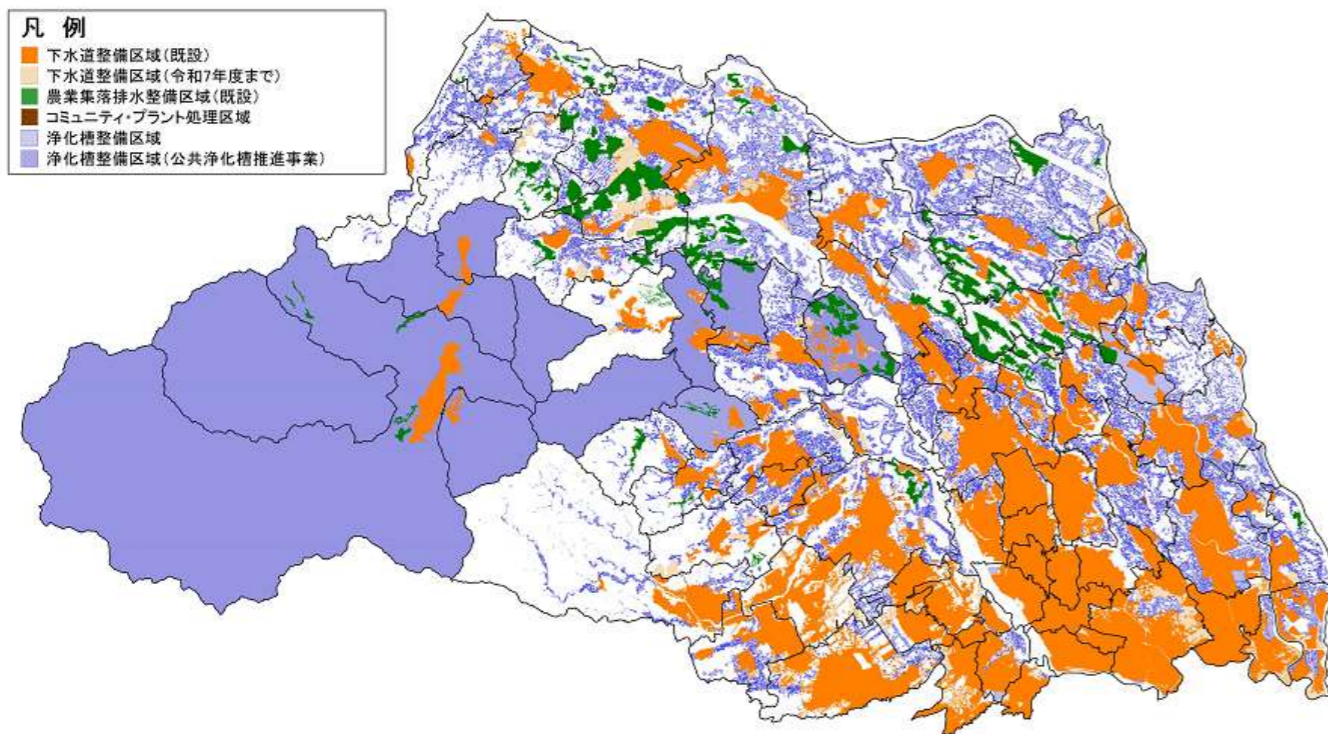 凡 例
下水道整備区域(既設)
下水道整備区域(令和7年度まで)
農業集落排水整備区域(既設)
コミュニティ・プラント処理区域
浄化槽整備区域
浄化槽整備区域(公共浄化槽推進事業)